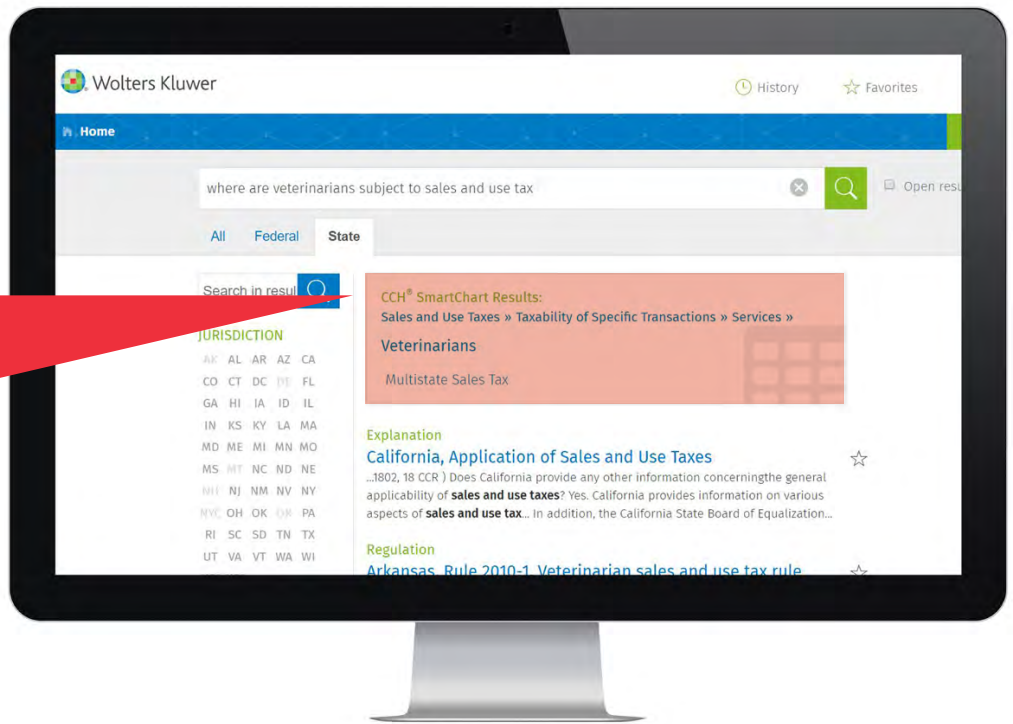 Wolters Kluwer
History
Favorites
Home
where are veterinarians subject to sales and use tax
Open resu
All Federal State
Search in resul
JURISDICTION
AK AL AR AZ CA
CO CT DC DE FL
GA HI IA ID IL
IN KS KY LA MA
MD ME MI MN MO
MS MT NC ND NE
NH NJ NM NV NY
NYC OH OK OR PA
RI SC SD TN TX
UT VA VT WA WI
CCH® SmartChart Results:
Sales and Use Taxes » Taxability of Specific Transactions » Services »
Veterinarians
Multistate Sales Tax
Explanation
California, Application of Sales and Use Taxes
...1802, 18 CCR ) Does California provide any other information concerningthe general
applicability of sales and use taxes? Yes. California provides information on various
aspects of sales and use tax... In addition, the California State Board of Equalization...
Regulation
Arkansas, Rule 2010-1, Veterinarian sales and use tax rule